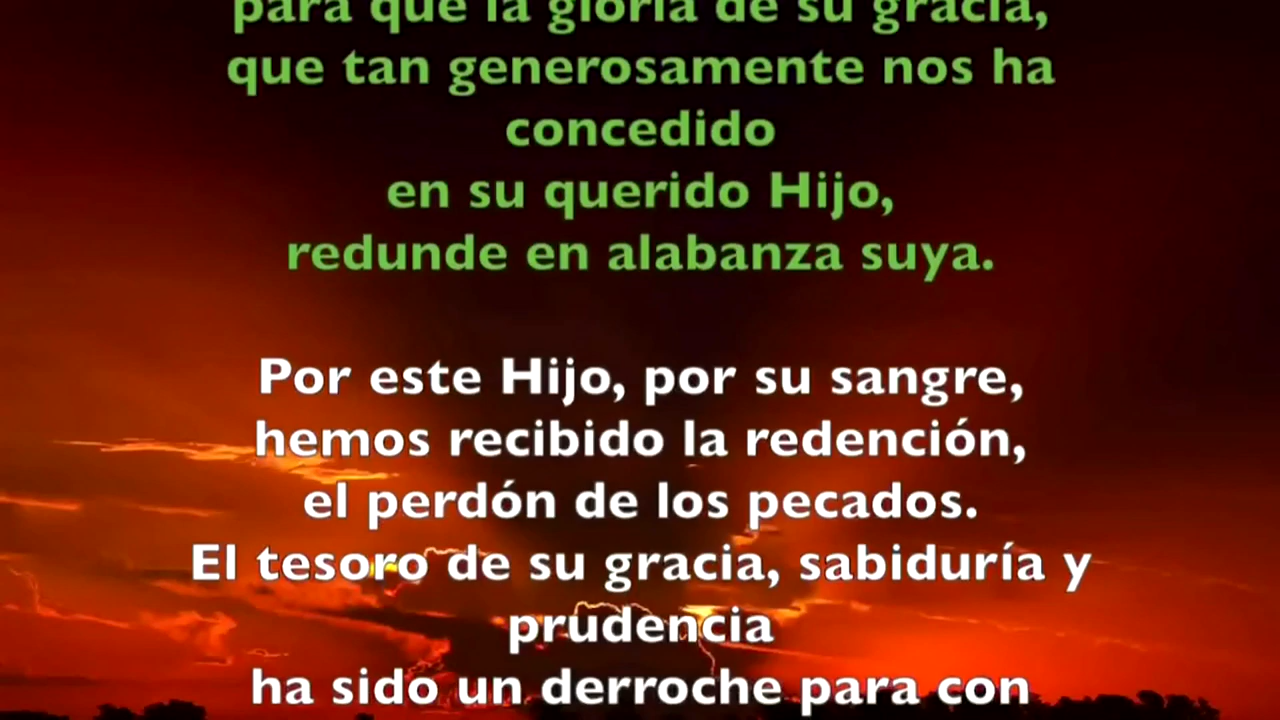 para que la gloria de su gracia,
que tan generosamente nos ha
concedido
en su querido Hijo,
redunde en alabanza suya.
Por este Hijo, por su sangre,
hemos recibido la redención,
el perdón de los pecados.
El tesoro de su gracia, sabiduría y
prudencia
ha sido un derroche para con